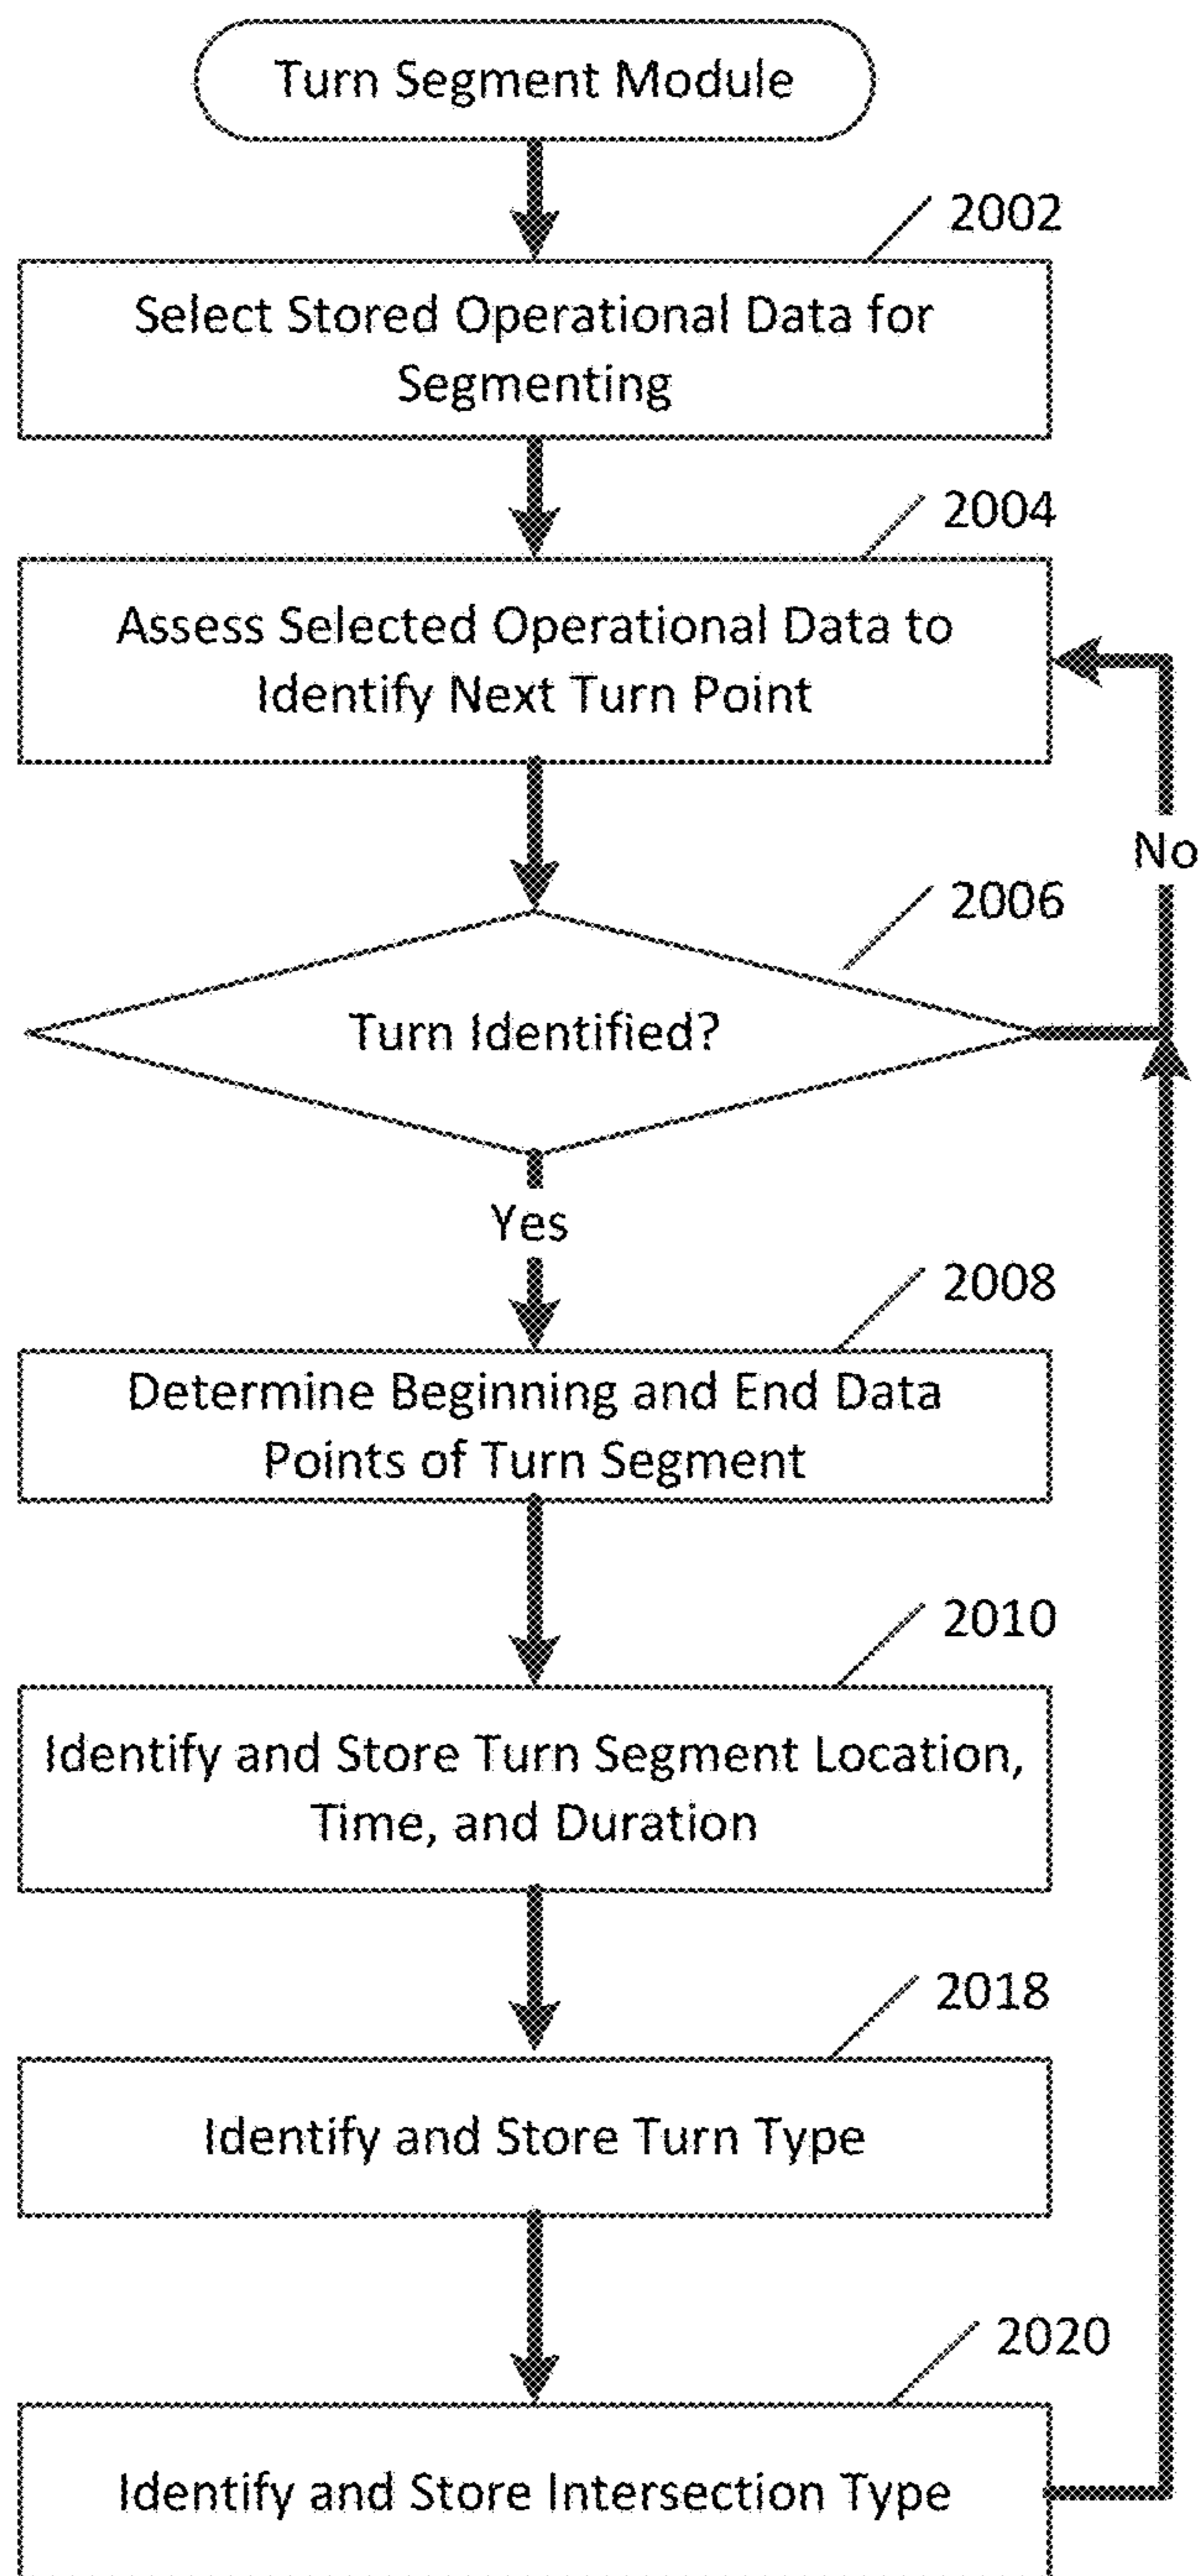 Turn Segment Module
2002
Select Stored Operational Data for
Segmenting
2004
Assess Selected Operational Data to
Identify Next Turn Point
No
2006
Turn Identified?
Yes
2008
Determine Beginning and End Data
Points of Turn Segment
2010
Identify and Store Turn Segment Location,
Time, and Duration
2018
Identify and Store Turn Type
2020
Identify and Store Intersection Type